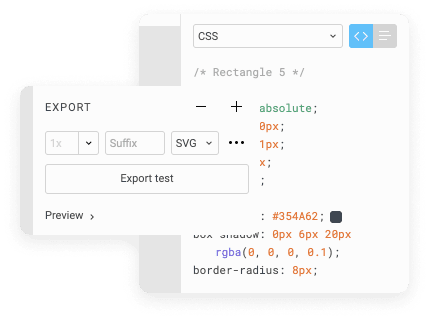 CSS
/* Rectangle 5 */
EXPORT
absolute;
0px;
1px;
x;
;
1x
Suffix
SVG
Export test
Preview
: #354A62;
box-shadow: 0px 6px 20px
rgba(0, 0, 0, 0.1);
border-radius: 8px;